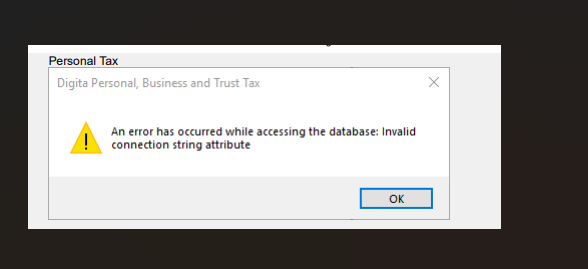 Personal Tax
Digita Personal, Business and Trust Tax
An error has occurred while accessing the database: Invalid
connection string attribute
OK